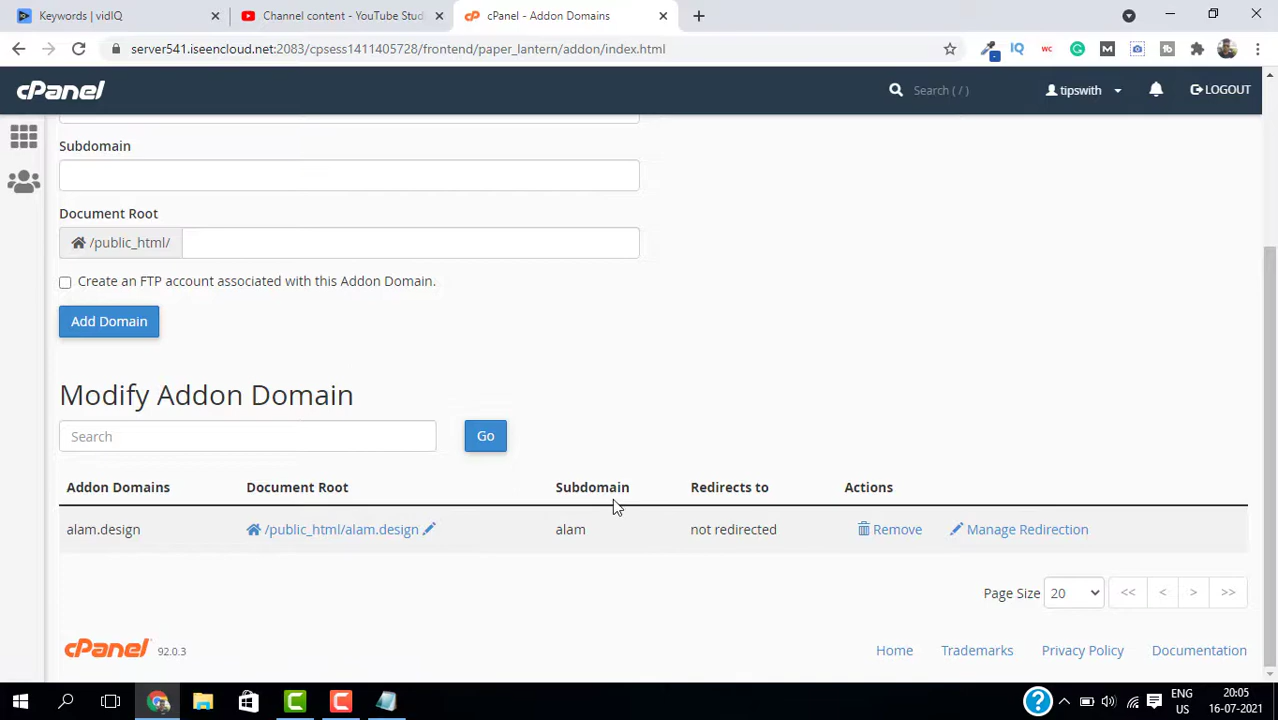 Keywords | vidIQ
Channel content - YouTube Stud
cPanel - Addon Domains
server541.iseencloud.net:2083/cpsess1411405728/frontend/paper_lantern/addon/index.html
IQ
WC
cPanel
Search ( / )
tipswith
LOGOUT
Subdomain
Document Root
/public_html/
Create an FTP account associated with this Addon Domain.
Add Domain
Modify Addon Domain
Search
Go
Addon Domains Document Root Subdomain Redirects to Actions
alam.design /public_html/alam.design alam not redirected Remove Manage Redirection
Page Size 20 << < > >>
cPanel 92.0.3 Home Trademarks Privacy Policy Documentation
ENG
US
20:05
16-07-2021